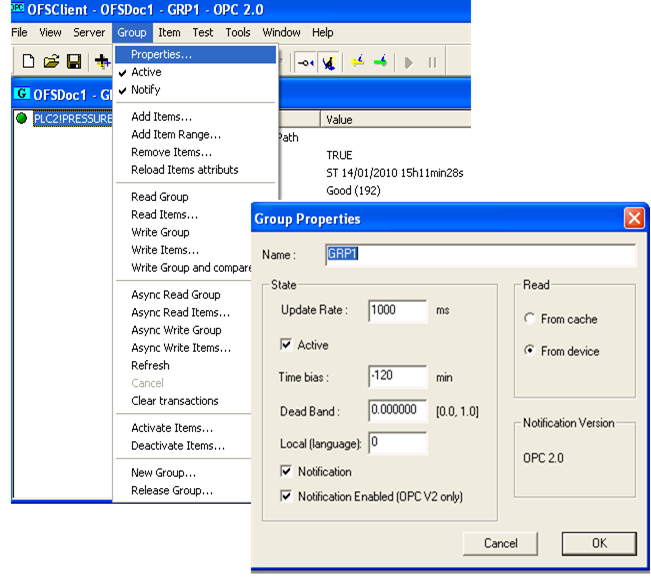 OFSClient - OFSDoc1 - GRP1 - OPC 2.0
File View Server Group Item Test Tools Window Help
Properties...
Active
Notify
Add Items...
Add Item Range...
Remove Items...
Reload Items attributs
Read Group
Read Items...
Write Group
Write Items...
Write Group and compare
Async Read Group
Async Read Items...
Async Write Group
Async Write Items...
Refresh
Cancel
Clear transactions
Activate Items...
Deactivate Items...
New Group...
Release Group...
OFSDoc1 - G
PLC2!PRESSURE
Value
Path
TRUE
ST 14/01/2010 15h11min28s
Good (192)
Group Properties
Name : GRP1
State
Update Rate : 1000 ms
Active
Time bias : -120 min
Dead Band : 0.000000 [0.0, 1.0]
Local (language): 0
Notification
Notification Enabled (OPC V2 only)
Read
From cache
From device
Notification Version
OPC 2.0
Cancel OK